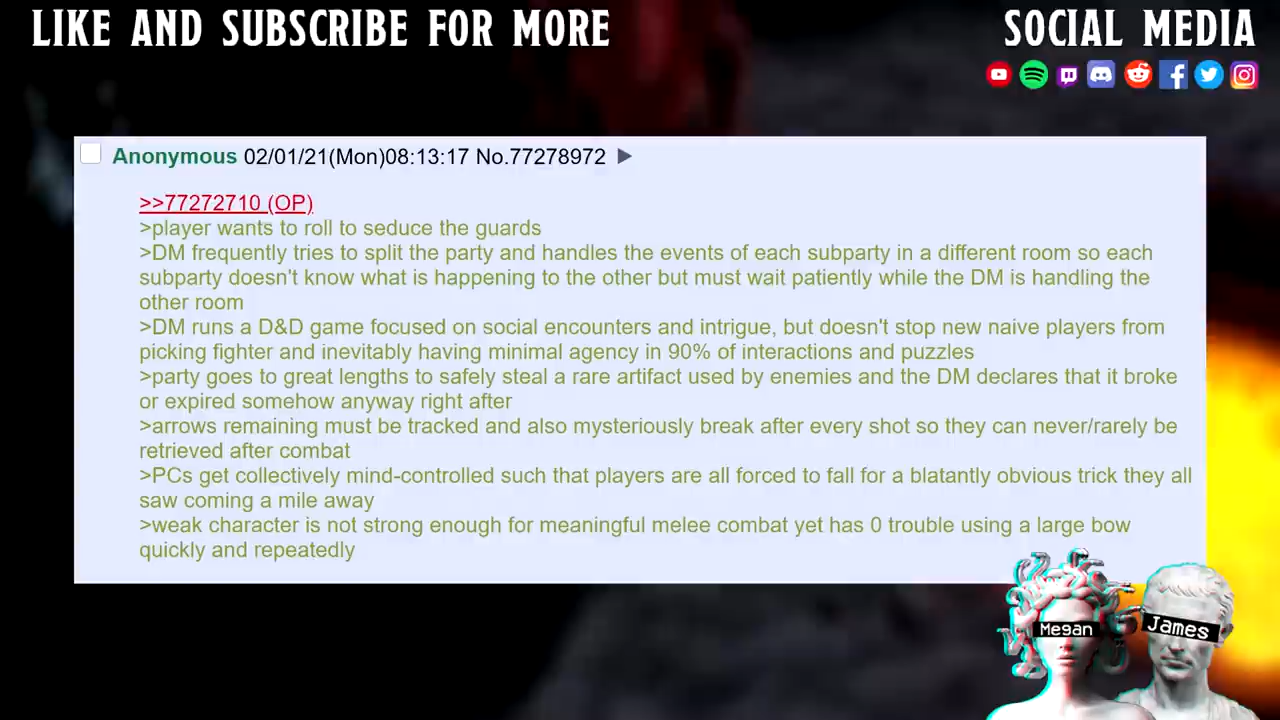 LIKE AND SUBSCRIBE FOR MORE
SOCIAL MEDIA
Anonymous 02/01/21(Mon)08:13:17 No.77278972
>>77272710 (OP)
>player wants to roll to seduce the guards
>DM frequently tries to split the party and handles the events of each subparty in a different room so each
subparty doesn't know what is happening to the other but must wait patiently while the DM is handling the
other room
>DM runs a D&D game focused on social encounters and intrigue, but doesn't stop new naive players from
picking fighter and inevitably having minimal agency in 90% of interactions and puzzles
>party goes to great lengths to safely steal a rare artifact used by enemies and the DM declares that it broke
or expired somehow anyway right after
>arrows remaining must be tracked and also mysteriously break after every shot so they can never/rarely be
retrieved after combat
>PCs get collectively mind-controlled such that players are all forced to fall for a blatantly obvious trick they all
saw coming a mile away
>weak character is not strong enough for meaningful melee combat yet has 0 trouble using a large bow
quickly and repeatedly
Megan
James